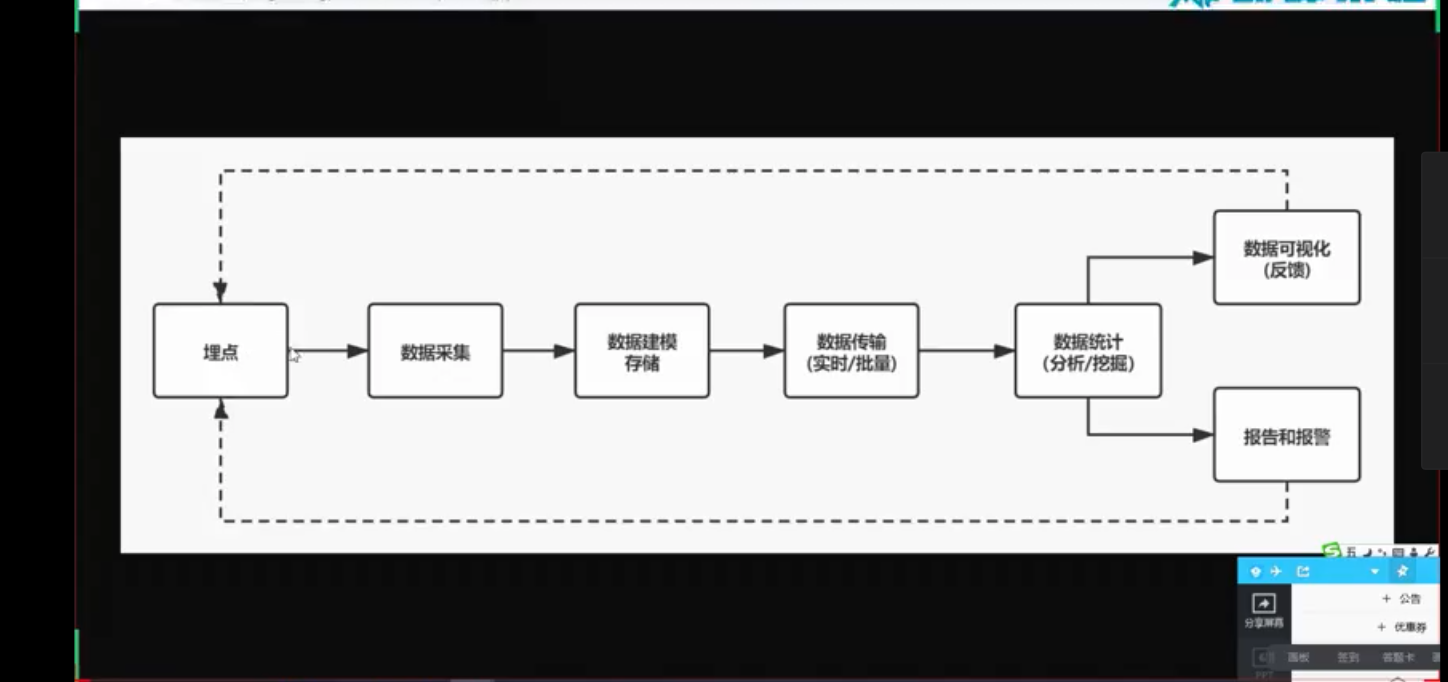 数据可视化
(反馈)
埋点
数据采集
数据建模
存储
数据传输
(实时/批量)
数据统计
(分析/挖掘)
报告和报警
五
+ 公告
分享屏幕
+ 优惠券
画板
签到
答题卡